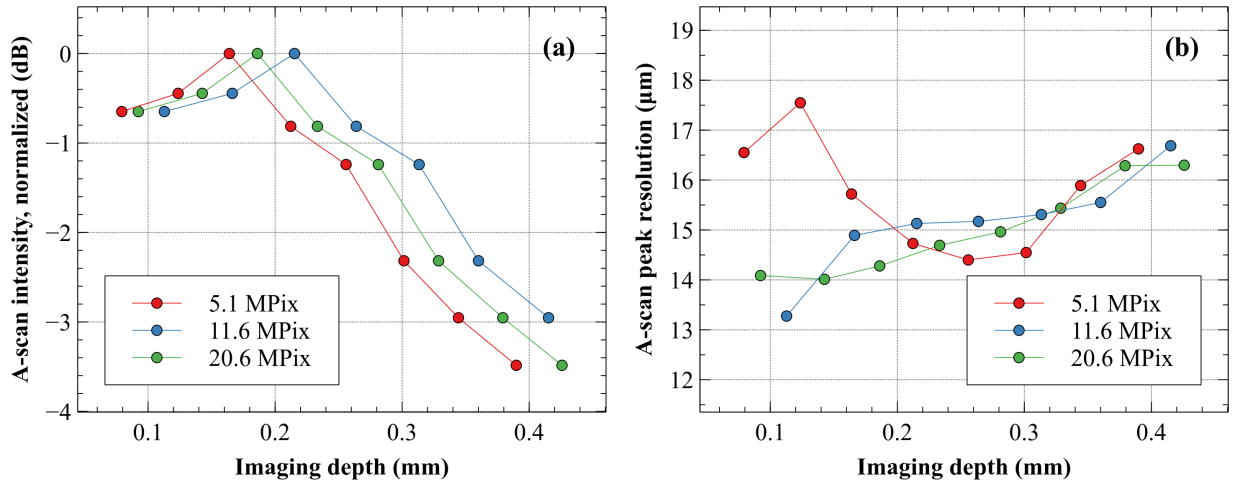 (a)
A-scan intensity, normalized (dB)
0
−1
−2
−3
−4
5.1 MPix
11.6 MPix
20.6 MPix
0.1 0.2 0.3 0.4
Imaging depth (mm)
(b)
A-scan peak resolution (μm)
19
18
17
16
15
14
13
12
5.1 MPix
11.6 MPix
20.6 MPix
0.1 0.2 0.3 0.4
Imaging depth (mm)